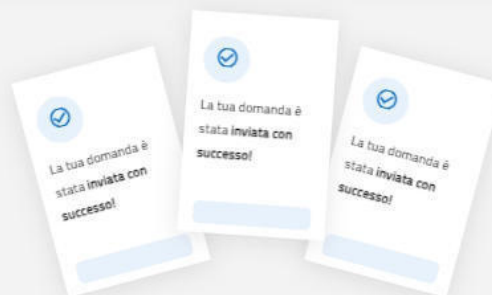 La tua domanda è
stata inviata con
successo!
La tua domanda è
stata inviata con
successo!
La tua domanda è
stata inviata con
successo!